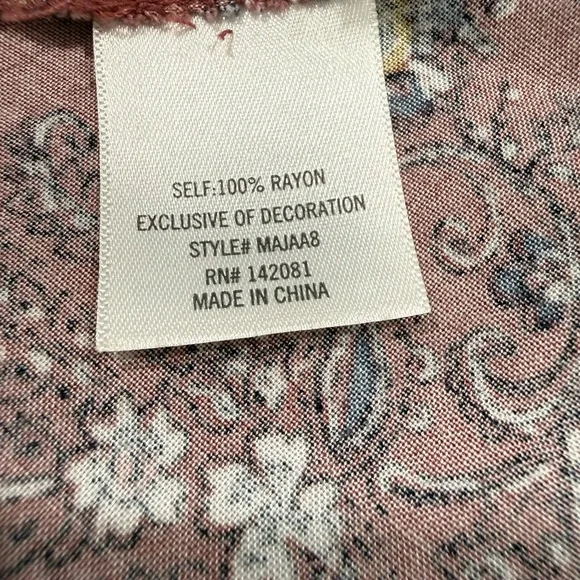 SELF:100% RAYON
EXCLUSIVE OF DECORATION
STYLE# MAJAA8
RN# 142081
MADE IN CHINA